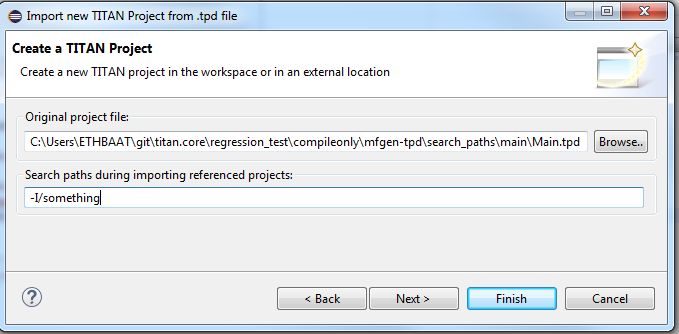 Import new TITAN Project from .tpd file
Create a TITAN Project
Create a new TITAN project in the workspace or in an external location
Original project file:
C:\Users\ETHBAAT\git\titan.core\regression_test\compileonly\mfgen-tpd\search_paths\main\Main.tpd
Browse..
Search paths during importing referenced projects:
-I/something
?
< Back
Next >
Finish
Cancel